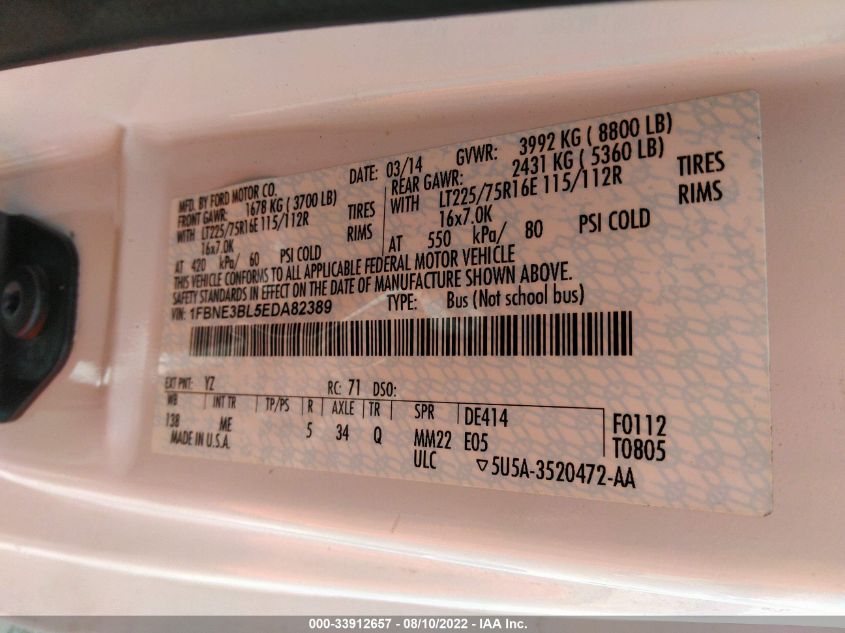 MFD. BY FORD MOTOR CO.
DATE: 03/14 GVWR: 3992 KG ( 8800 LB)
FRONT GAWR: 1678 KG (3700 LB)
REAR GAWR: 2431 KG ( 5360 LB)
WITH LT225/75R16E 115/112R TIRES
WITH LT225/75R16E 115/112R TIRES
16x7.0K RIMS
16x7.0K RIMS
AT 420 kPa/ 60 PSI COLD
AT 550 kPa/ 80 PSI COLD
THIS VEHICLE CONFORMS TO ALL APPLICABLE FEDERAL MOTOR VEHICLE
SAFETY STANDARDS IN EFFECT ON THE DATE OF MANUFACTURE SHOWN ABOVE.
VIN: 1FBNE3BL5EDA82389 TYPE: Bus (Not school bus)
EXT PNT: YZ RC: 71 DSO:
WB INT TR TP/PS R AXLE TR SPR DE414 F0112
138 ME 5 34 Q MM22 E05 T0805
MADE IN U.S.A. ULC ▽5U5A-3520472-AA
000-33912657 - 08/10/2022 - IAA Inc.